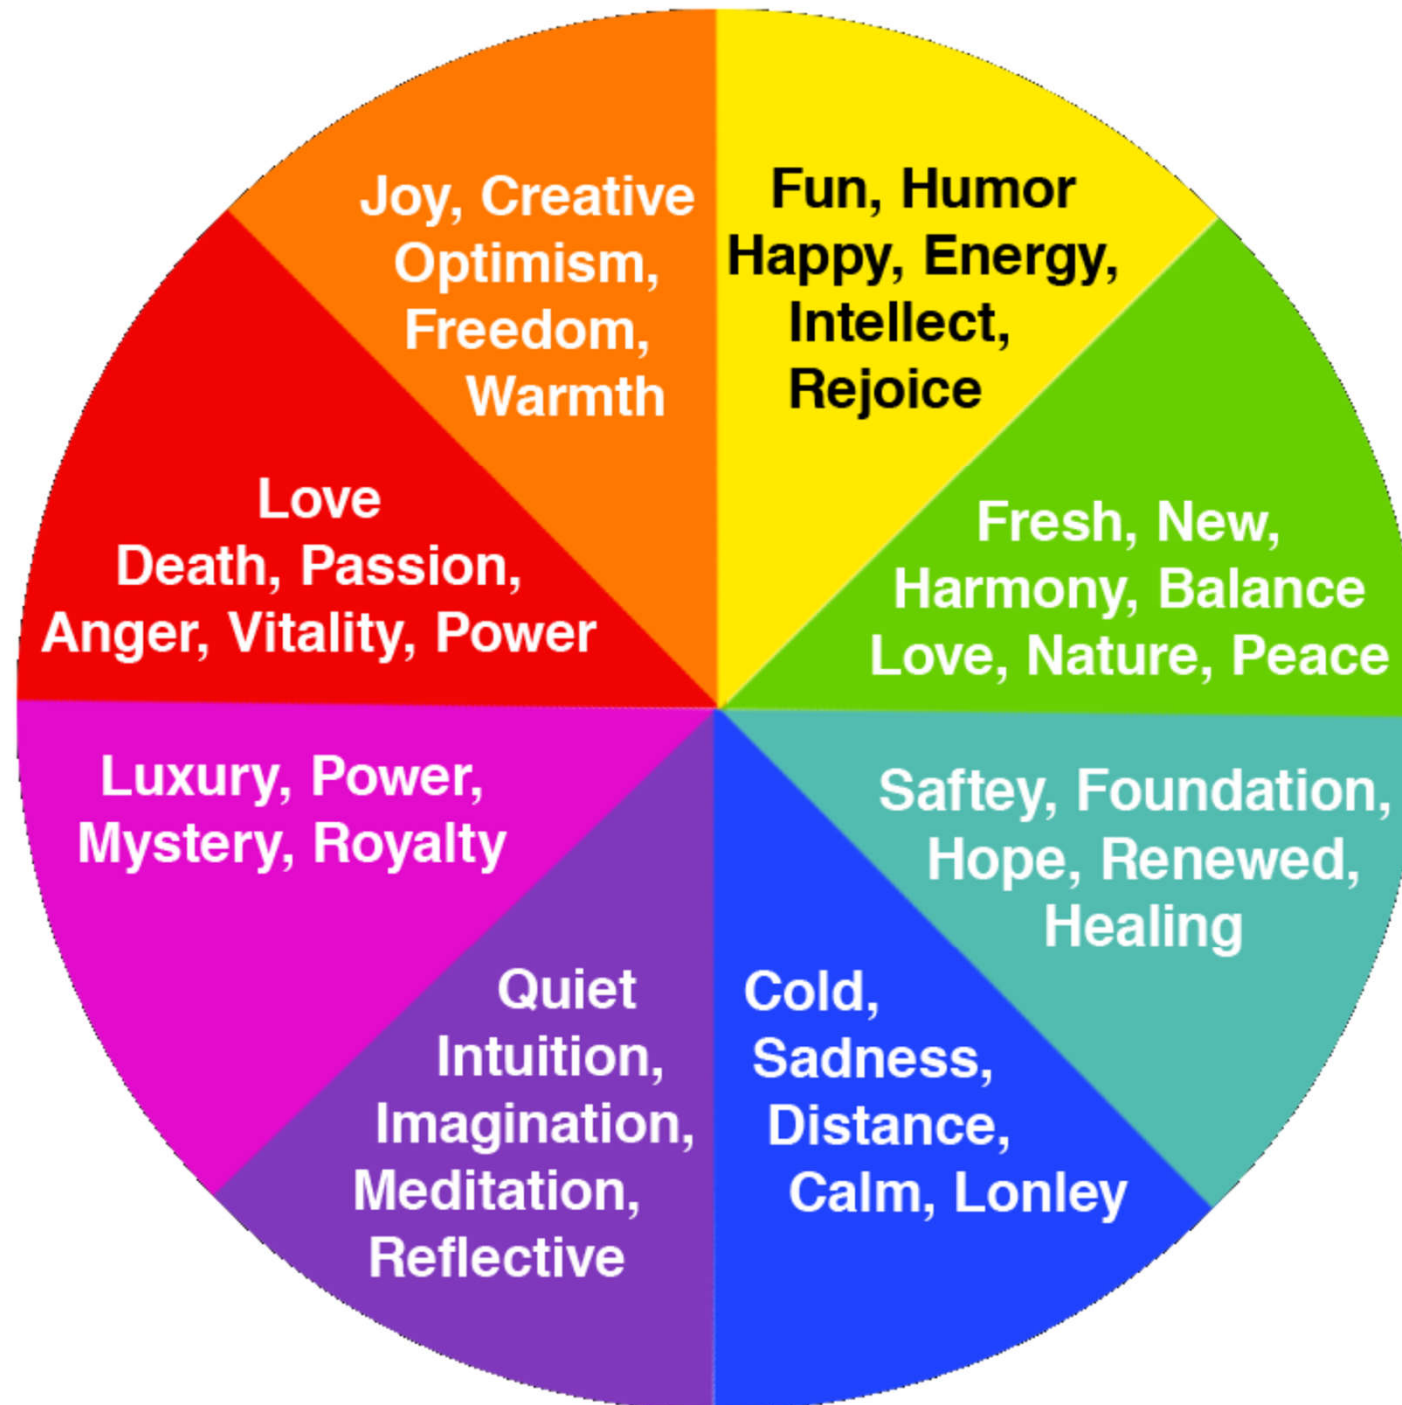 Joy, Creative
Optimism,
Freedom,
Warmth
Fun, Humor
Happy, Energy,
Intellect,
Rejoice
Love
Death, Passion,
Anger, Vitality, Power
Fresh, New,
Harmony, Balance
Love, Nature, Peace
Luxury, Power,
Mystery, Royalty
Saftey, Foundation,
Hope, Renewed,
Healing
Quiet
Intuition,
Imagination,
Meditation,
Reflective
Cold,
Sadness,
Distance,
Calm, Lonley